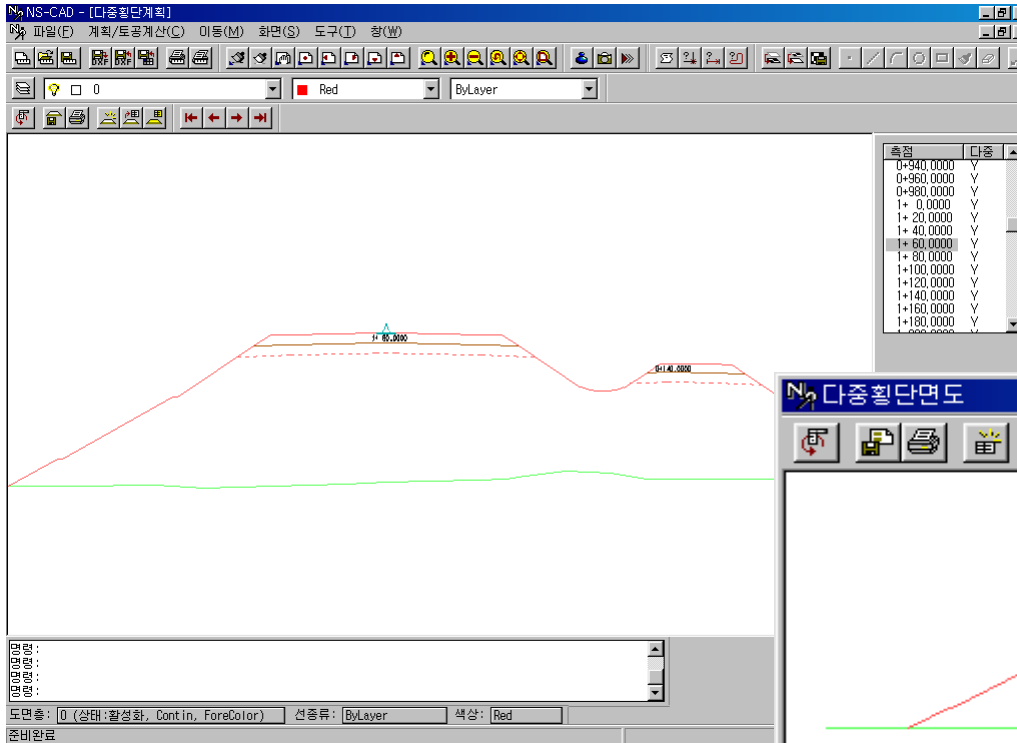 NS-CAD - [다중횡단계획]
파일(F) 계획/토공계산(C) 이동(M) 화면(S) 도구(T) 창(W)
0 Red ByLayer
측점 다중
0+940,0000 Y
0+960,0000 Y
0+980,0000 Y
1+ 0,0000 Y
1+ 20,0000 Y
1+ 40,0000 Y
1+ 60,0000 Y
1+ 80,0000 Y
1+100,0000 Y
1+120,0000 Y
1+140,0000 Y
1+160,0000 Y
1+180,0000 Y
1+ 60.0000
0+140.0000
다중횡단면도
명령:
명령:
명령:
명령:
도면층: 0 (상태:활성화, Contin, ForeColor) 선종류: ByLayer 색상: Red
준비완료